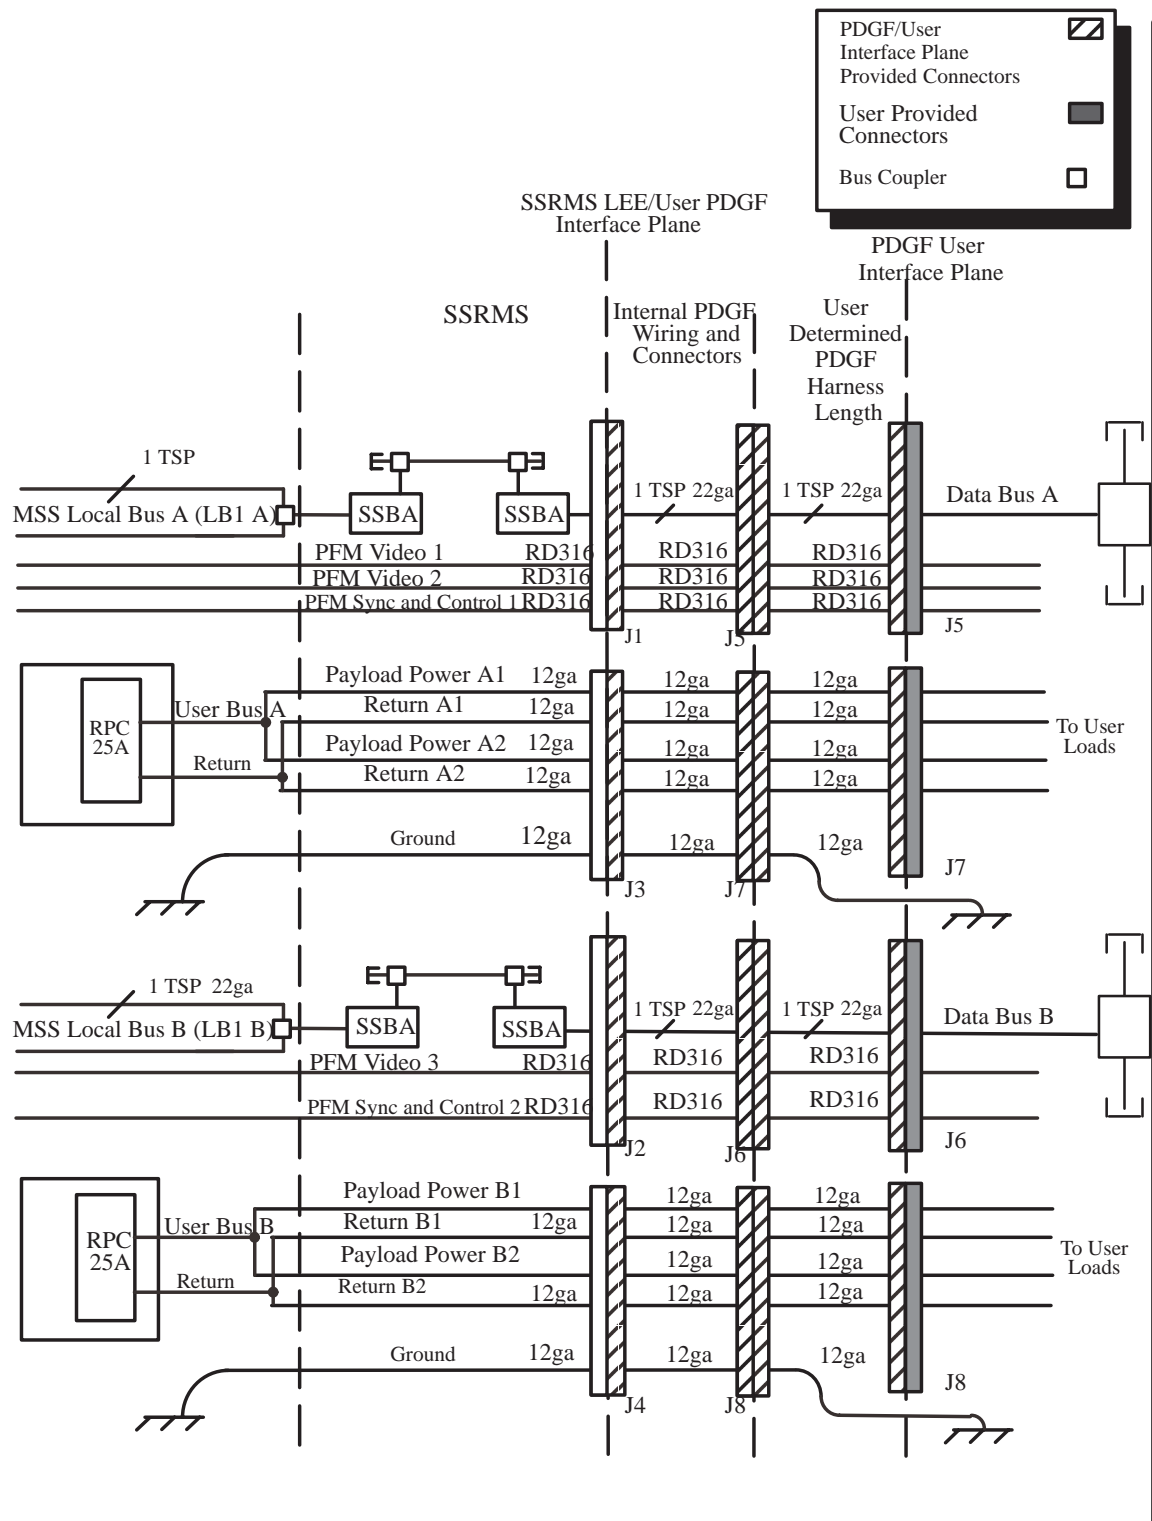 PDGF/User
Interface Plane
Provided Connectors
User Provided
Connectors
Bus Coupler
SSRMS LEE/User PDGF
Interface Plane
PDGF User
Interface Plane
SSRMS
Internal PDGF
Wiring and
Connectors
User
Determined
PDGF
Harness
Length
1 TSP
MSS Local Bus A (LB1 A)
SSBA
SSBA
1 TSP 22ga
1 TSP 22ga
Data Bus A
PFM Video 1
RD316
RD316
RD316
PFM Video 2
RD316
RD316
RD316
PFM Sync and Control 1
RD316
RD316
RD316
J1
J5
J5
Payload Power A1
12ga
12ga
12ga
User Bus A
Return A1
12ga
12ga
12ga
RPC
25A
Payload Power A2
12ga
12ga
12ga
To User
Loads
Return
Return A2
12ga
12ga
12ga
Ground
12ga
12ga
12ga
J3
J7
J7
1 TSP 22ga
MSS Local Bus B (LB1 B)
SSBA
SSBA
1 TSP 22ga
1 TSP 22ga
Data Bus B
PFM Video 3
RD316
RD316
RD316
PFM Sync and Control 2
RD316
RD316
RD316
J2
J6
J6
Payload Power B1
12ga
12ga
User Bus B
Return B1
12ga
12ga
12ga
RPC
25A
Payload Power B2
12ga
12ga
To User
Loads
Return
Return B2
12ga
12ga
12ga
Ground
12ga
12ga
12ga
J4
J8
J8